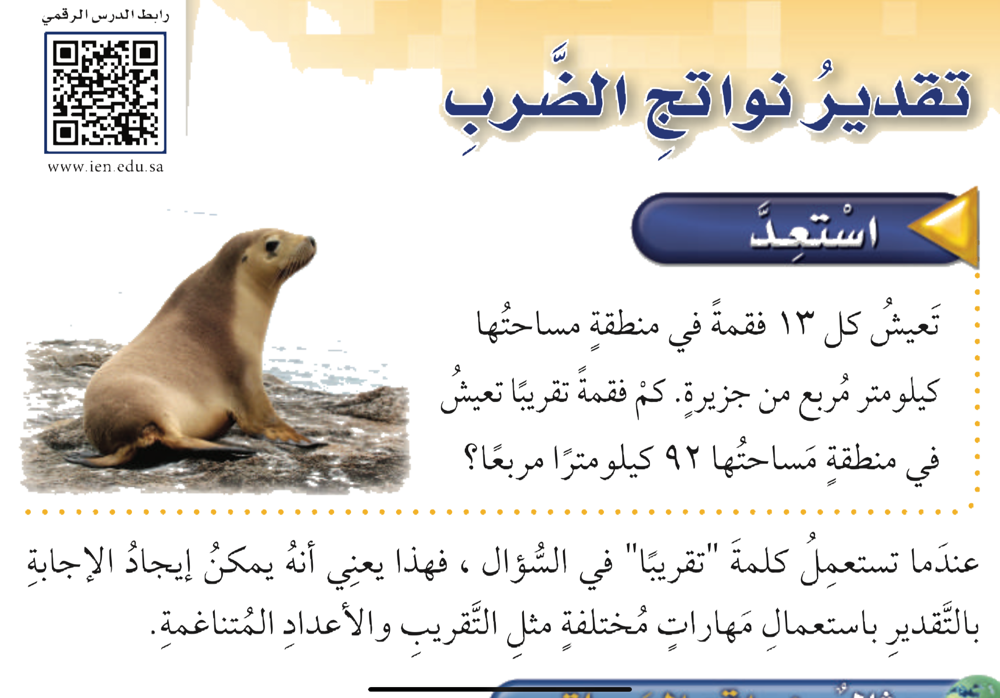 رابط الدرس الرقمي
www.ien.edu.sa
تقديرُ نواتجِ الضَّربِ
اسْتعِدَّ
تَعيشُ كل ١٣ فقمةً في منطقةٍ مساحتُها
كيلومتر مُربع من جزيرةٍ. كمْ فقمةً تقريبًا تعيشُ
في منطقةٍ مَساحتُها ٩٢ كيلومترًا مربعًا؟
عندَما تستعمِلُ كلمةَ "تقريبًا" في السُّؤال ، فهذا يعنِي أنهُ يمكنُ إيجادُ الإجابةِ
بالتَّقديرِ باستعمالِ مَهاراتٍ مُختلفةٍ مثلِ التَّقريبِ والأعدادِ المُتناغمةِ.